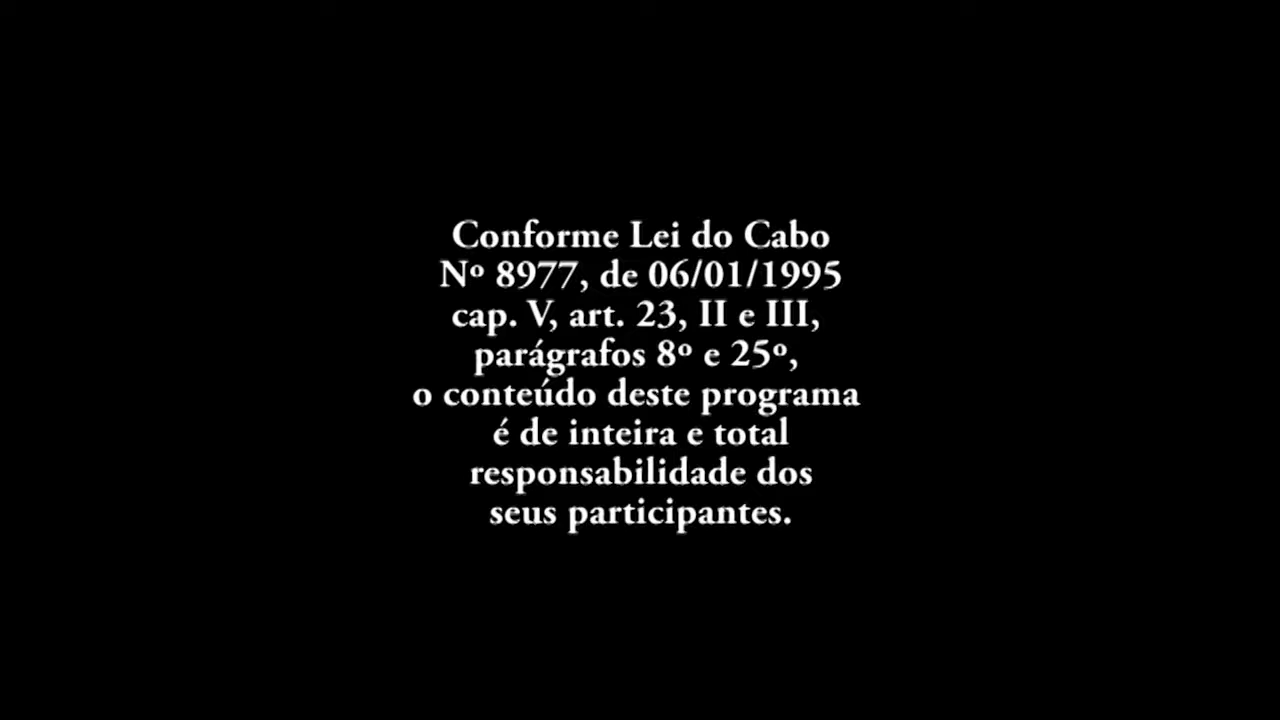 Conforme Lei do Cabo
Nº 8977, de 06/01/1995
cap. V, art. 23, II e III,
parágrafos 8º e 25º,
o conteúdo deste programa
é de inteira e total
responsabilidade dos
seus participantes.